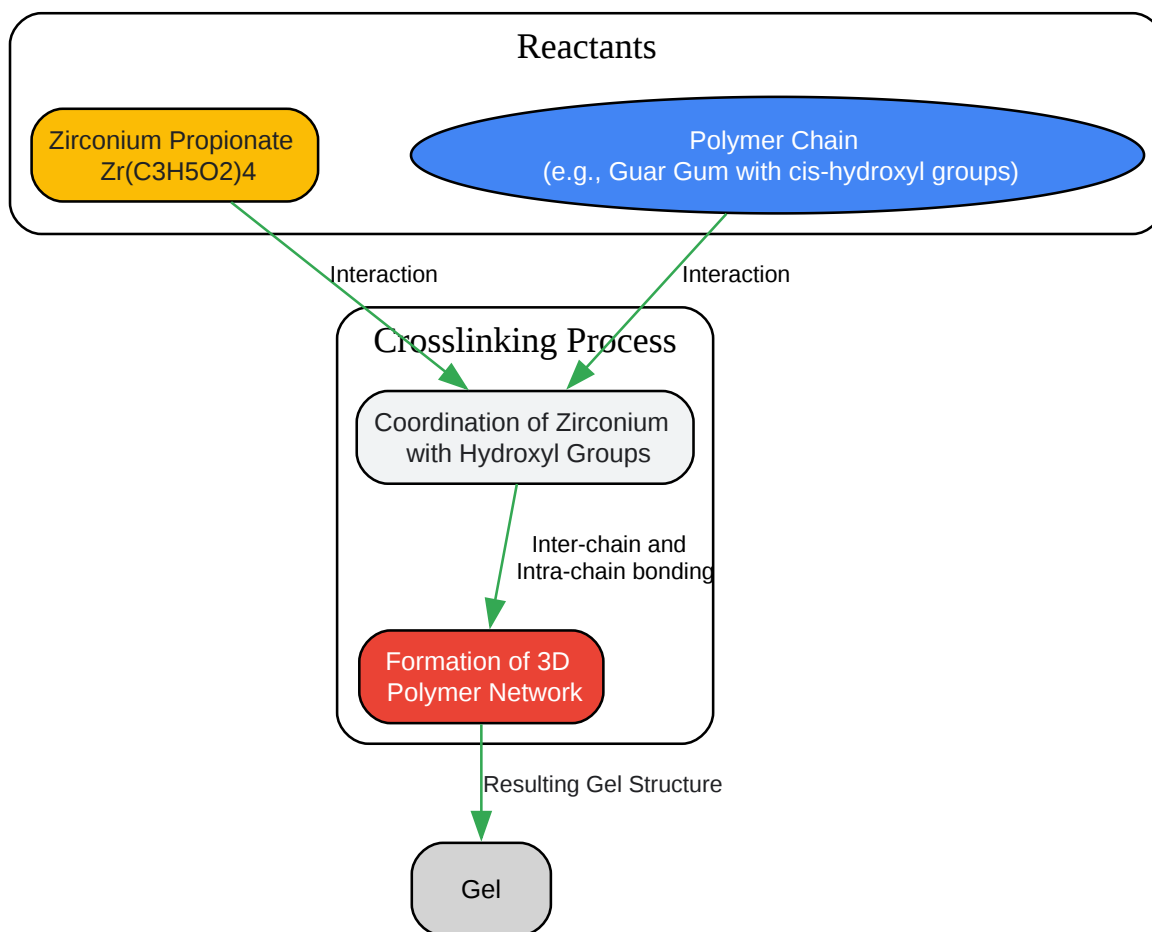 Reactants
Zirconium Propionate
Zr(C3H5O2)4
Polymer Chain
(e.g., Guar Gum with cis-hydroxyl groups)
Interaction
Interaction
Crosslinking Process
Coordination of Zirconium
with Hydroxyl Groups
Inter-chain and
Intra-chain bonding
Formation of 3D
Polymer Network
Resulting Gel Structure
Gel